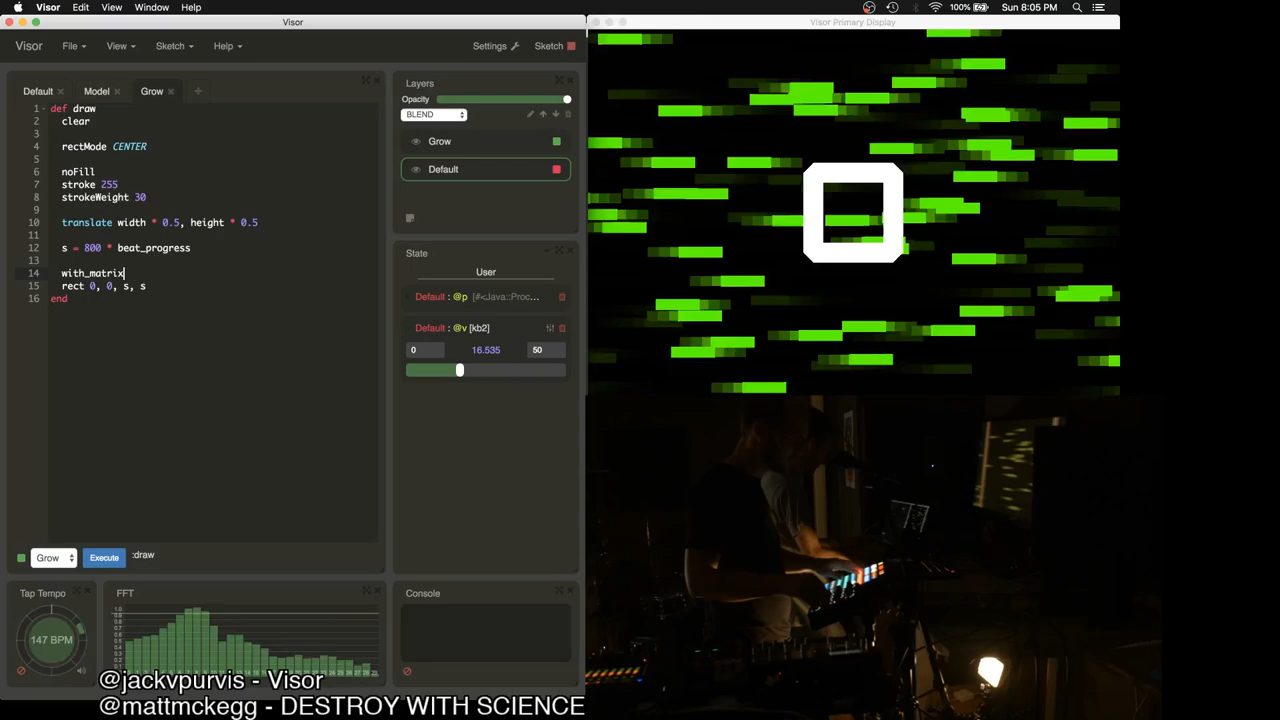 Visor Edit View Window Help
100% Sun 8:05 PM
Visor
Visor Primary Display
Visor File View Sketch Help Settings Sketch
Default Model Grow
1 def draw
2 clear
3
4 rectMode CENTER
5
6 noFill
7 stroke 255
8 strokeWeight 30
9
10 translate width * 0.5, height * 0.5
11
12 s = 800 * beat_progress
13
14 with_matrix
15 rect 0, 0, s, s
16 end
Layers
Opacity
BLEND
Grow
Default
State
User
Default : @p [#<Java::Proc...
Default : @v [kb2]
0 16.535 50
Grow Execute :draw
Tap Tempo
147 BPM
FFT
Console
@jackvpurvis - Visor
@mattmckegg - DESTROY WITH SCIENCE